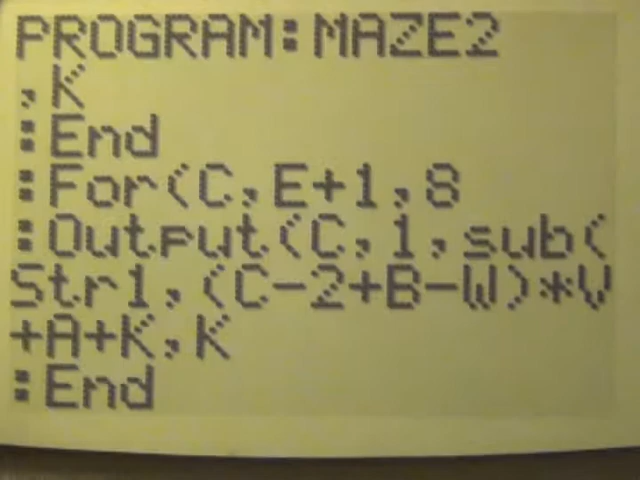 PROGRAM:MAZE2
,K
:End
:For(C,E+1,8
:Output(C,1,sub(
Str1,(C-2+B-W)*V
+A+K,K
:End